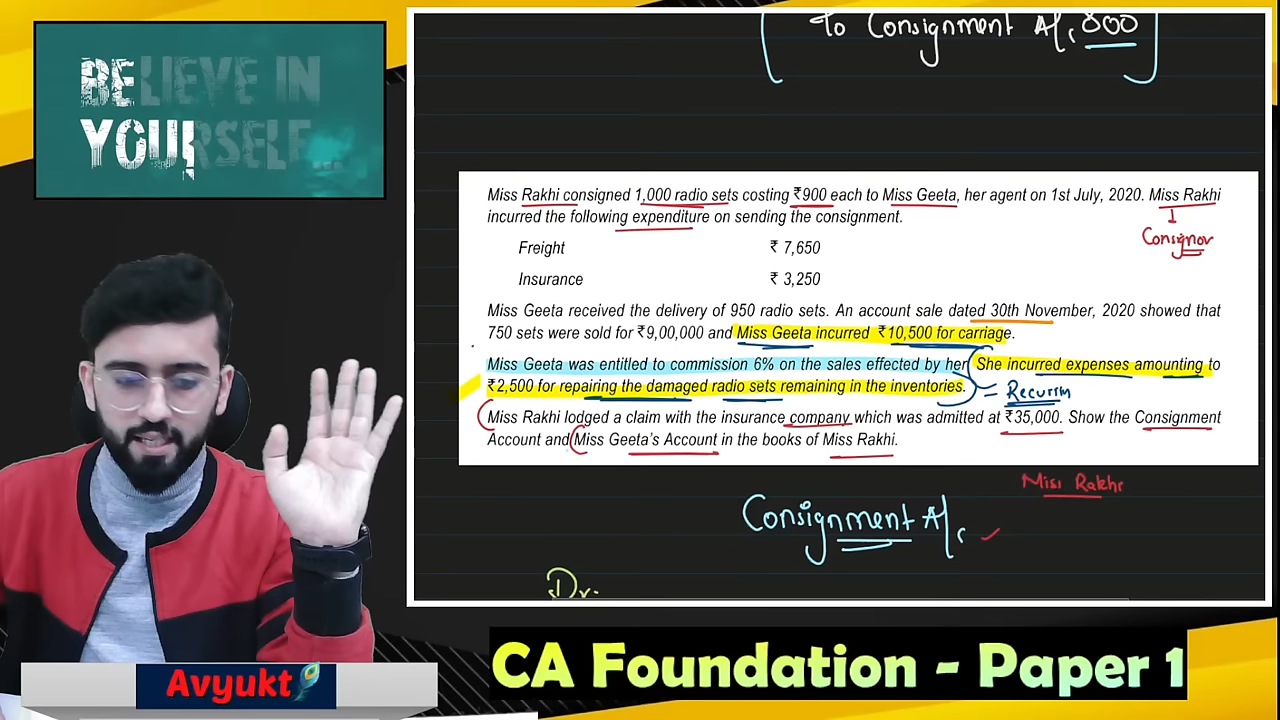 BELIEVE IN
YOURSELF...
to Consignment A/c 800
Miss Rakhi consigned 1,000 radio sets costing ₹900 each to Miss Geeta, her agent on 1st July, 2020. Miss Rakhi
incurred the following expenditure on sending the consignment.
Consignor
Freight ₹ 7,650
Insurance ₹ 3,250
Miss Geeta received the delivery of 950 radio sets. An account sale dated 30th November, 2020 showed that
750 sets were sold for ₹9,00,000 and Miss Geeta incurred ₹10,500 for carriage.
Miss Geeta was entitled to commission 6% on the sales effected by her. She incurred expenses amounting to
₹2,500 for repairing the damaged radio sets remaining in the inventories.
Miss Rakhi lodged a claim with the insurance company which was admitted at ₹35,000. Show the Consignment
Account and Miss Geeta's Account in the books of Miss Rakhi.
Miss Rakhi
Consignment A/c
Dr.
Avyukt
CA Foundation - Paper 1